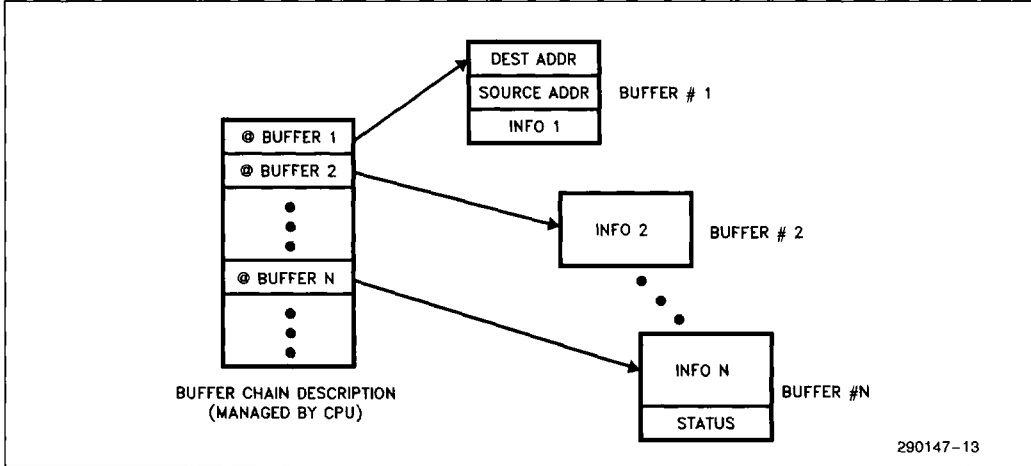 DEST ADDR
SOURCE ADDR
INFO 1
BUFFER # 1
@ BUFFER 1
@ BUFFER 2
@ BUFFER N
BUFFER CHAIN DESCRIPTION
(MANAGED BY CPU)
INFO 2
BUFFER # 2
INFO N
STATUS
BUFFER #N
290147-13